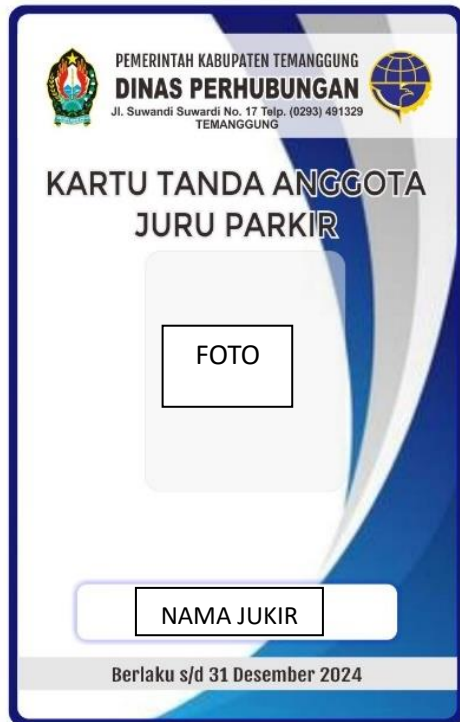 PEMERINTAH KABUPATEN TEMANGGUNG
DINAS PERHUBUNGAN
Jl. Suwandi Suwardi No. 17 Telp. (0293) 491329
TEMANGGUNG
KARTU TANDA ANGGOTA
JURU PARKIR
FOTO
NAMA JUKIR
Berlaku s/d 31 Desember 2024